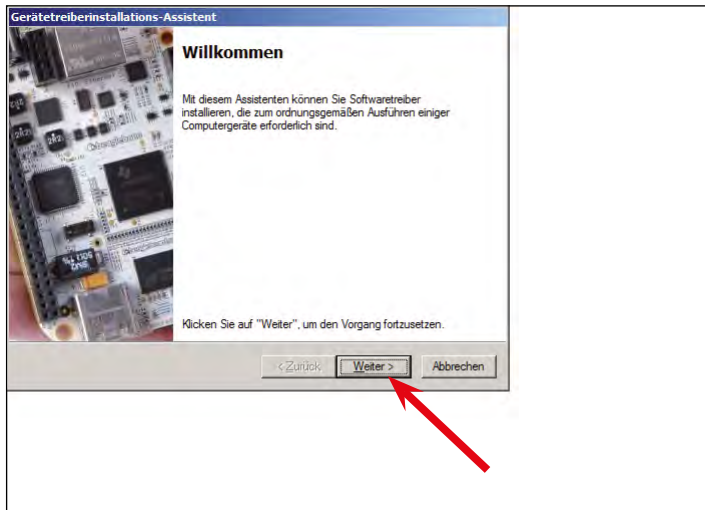 Gerätetreiberinstallations-Assistent
Willkommen
Mit diesem Assistenten können Sie Softwaretreiber
installieren, die zum ordnungsgemäßen Ausführen einiger
Computergeräte erforderlich sind.
Klicken Sie auf "Weiter", um den Vorgang fortzusetzen.
< Zurück
Weiter >
Abbrechen